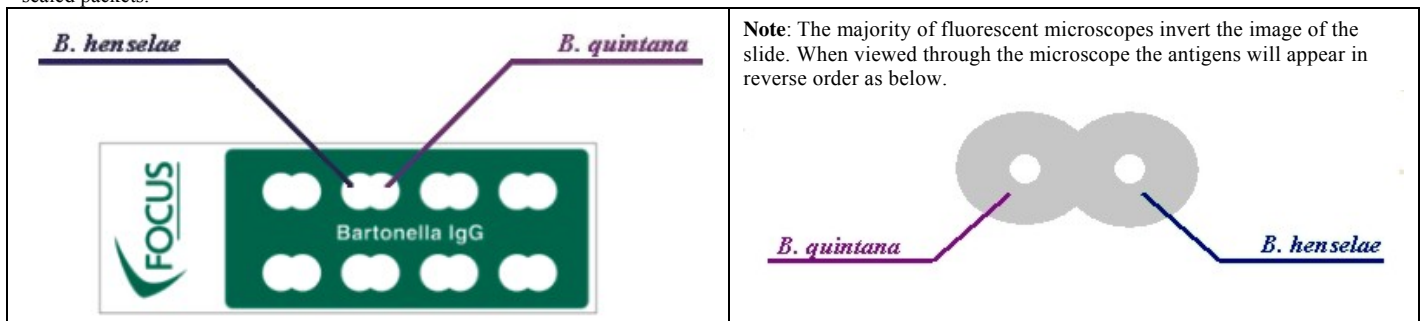 sealed packets.
B. henselae
B. quintana
FOCUS
Bartonella IgG
Note: The majority of fluorescent microscopes invert the image of the
slide. When viewed through the microscope the antigens will appear in
reverse order as below.
B. quintana
B. henselae